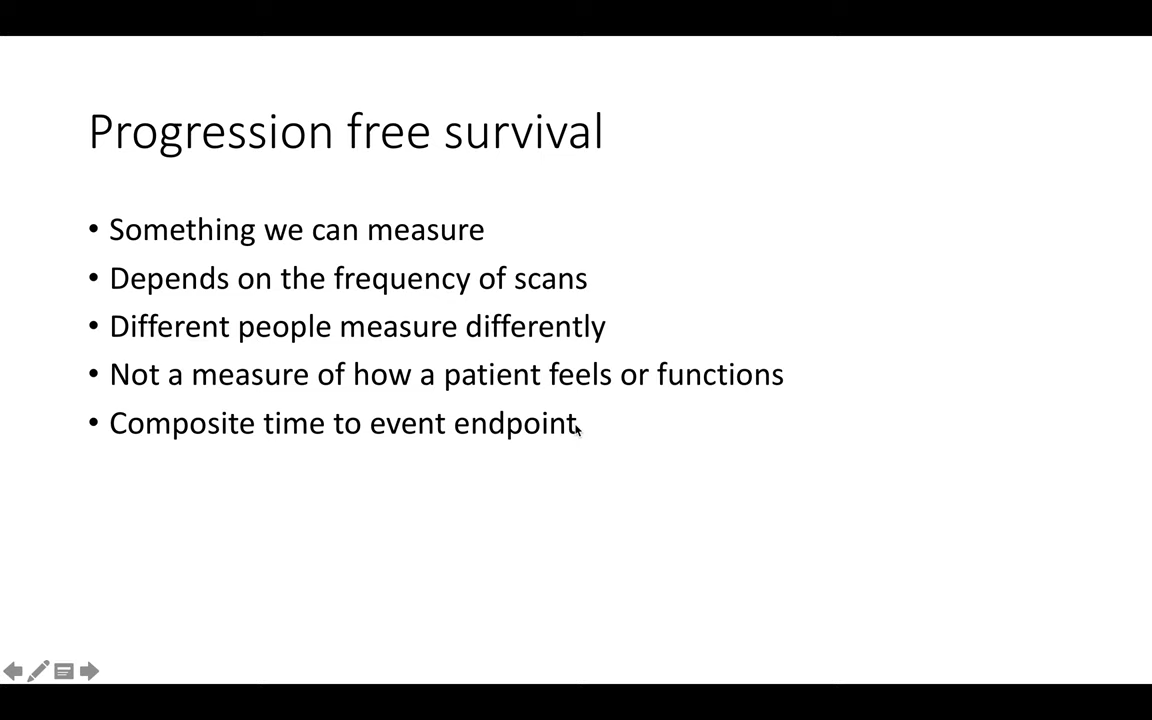 Progression free survival
• Something we can measure
• Depends on the frequency of scans
• Different people measure differently
• Not a measure of how a patient feels or functions
• Composite time to event endpoint